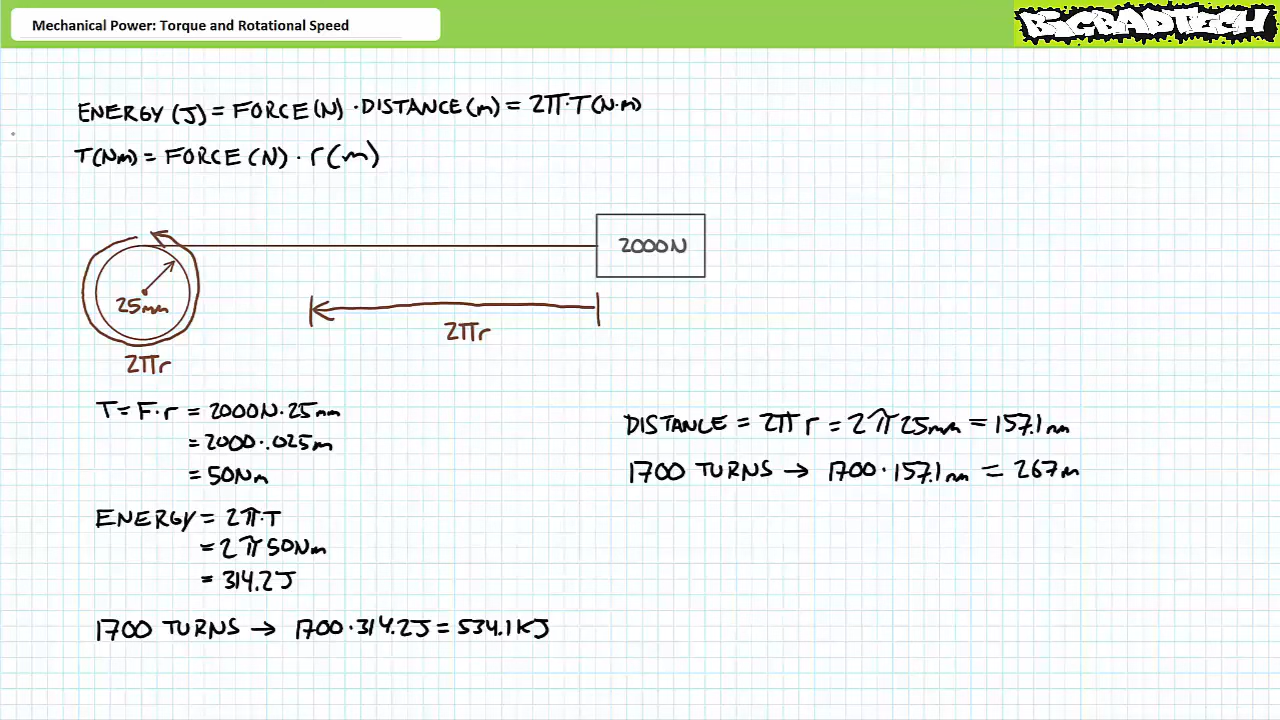 Mechanical Power: Torque and Rotational Speed
BIGBADTECH
ENERGY (J) = FORCE (N) · DISTANCE (m) = 2π·T (N·m)
T(Nm) = FORCE (N) · r (m)
2000N
25mm
2πr
2πr
T = F·r = 2000N·25mm
= 2000·.025m
= 50Nm
ENERGY = 2π·T
= 2π50Nm
= 314.2J
1700 TURNS → 1700·314.2J = 534.1KJ
DISTANCE = 2πr = 2π25mm = 157.1mm
1700 TURNS → 1700·157.1mm = 267m